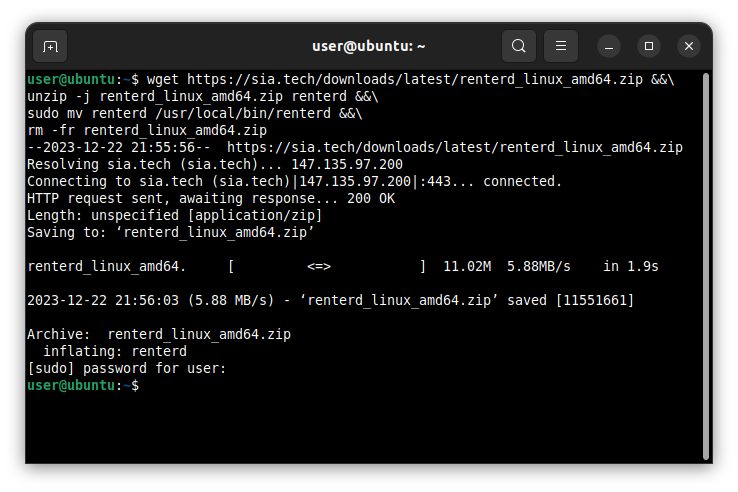 user@ubuntu: ~
user@ubuntu:~$ wget https://sia.tech/downloads/latest/renterd_linux_amd64.zip &&\
unzip -j renterd_linux_amd64.zip renterd &&\
sudo mv renterd /usr/local/bin/renterd &&\
rm -fr renterd_linux_amd64.zip
--2023-12-22 21:55:56--  https://sia.tech/downloads/latest/renterd_linux_amd64.zip
Resolving sia.tech (sia.tech)... 147.135.97.200
Connecting to sia.tech (sia.tech)|147.135.97.200|:443... connected.
HTTP request sent, awaiting response... 200 OK
Length: unspecified [application/zip]
Saving to: ‘renterd_linux_amd64.zip’
renterd_linux_amd64.     [         <=>           ]  11.02M  5.88MB/s    in 1.9s
2023-12-22 21:56:03 (5.88 MB/s) - ‘renterd_linux_amd64.zip’ saved [11551661]
Archive:  renterd_linux_amd64.zip
  inflating: renterd
[sudo] password for user:
user@ubuntu:~$